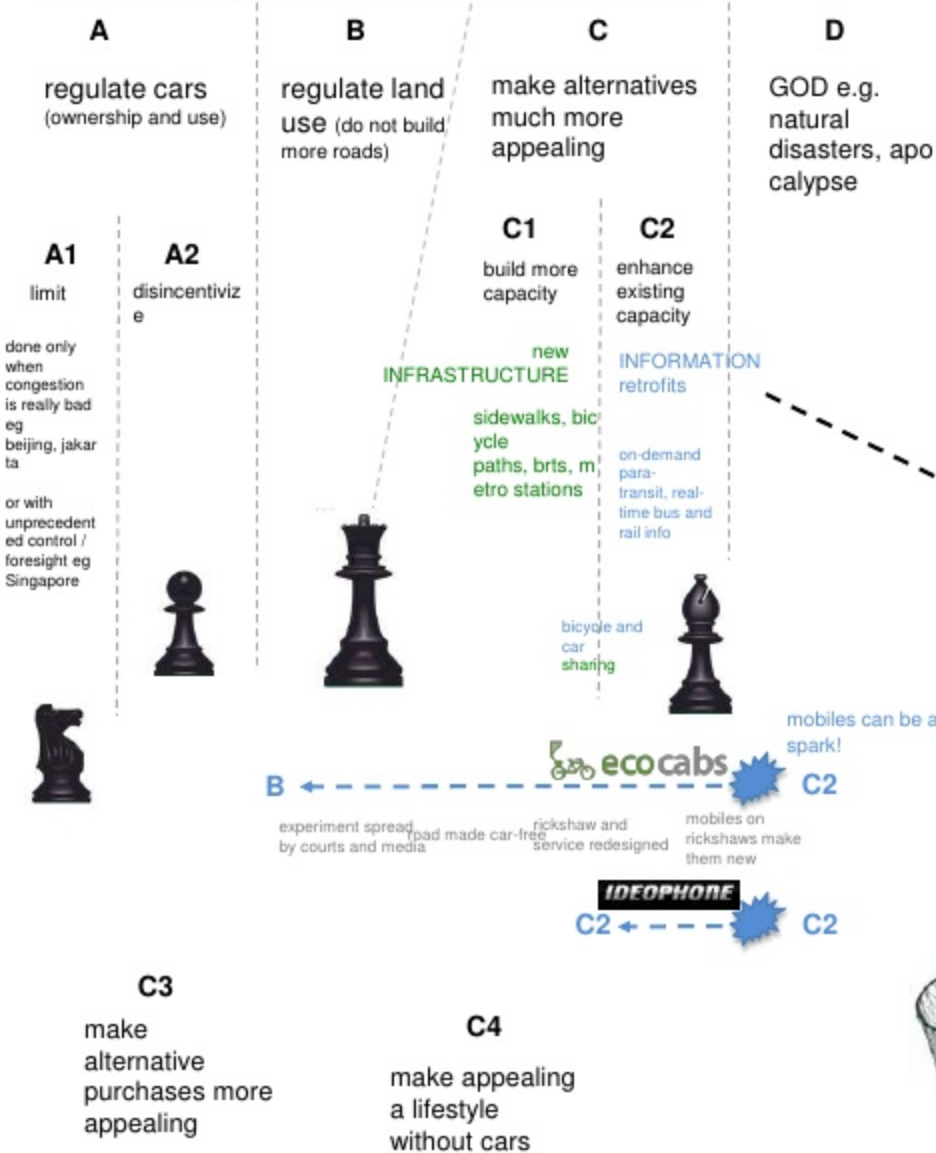 A
regulate cars
(ownership and use)
B
regulate land
use (do not build
more roads)
C
make alternatives
much more
appealing
D
GOD e.g.
natural
disasters, apo
calypse
A1
limit
done only
when
congestion
is really bad
eg
beijing, jakar
ta
or with
unprecedent
ed control /
foresight eg
Singapore
A2
disincentiviz
e
C1
build more
capacity
new
INFRASTRUCTURE
sidewalks, bic
ycle
paths, brts, m
etro stations
C2
enhance
existing
capacity
INFORMATION
retrofits
on-demand
para-
transit, real-
time bus and
rail info
bicycle and
car
sharing
mobiles can be a
spark!
ecocabs
B
C2
experiment spread
by courts and media
road made car-free
rickshaw and
service redesigned
mobiles on
rickshaws make
them new
IDEOPHONE
C2
C2
C3
make
alternative
purchases more
appealing
C4
make appealing
a lifestyle
without cars